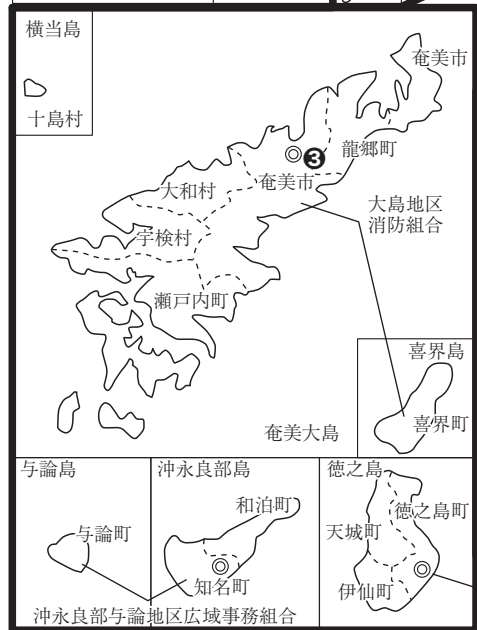 横当島
十島村
奄美市
龍郷町
❸
奄美市
大和村
大島地区
消防組合
宇検村
瀬戸内町
喜界島
喜界町
奄美大島
与論島
沖永良部島
徳之島
和泊町
徳之島町
与論町
天城町
知名町
伊仙町
沖永良部与論地区広域事務組合